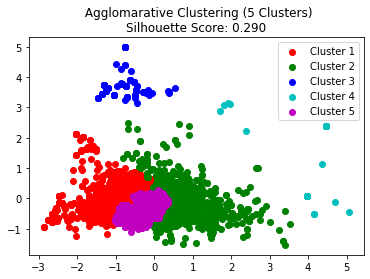 Agglomarative Clustering (5 Clusters)
Silhouette Score: 0.290
Cluster 1
Cluster 2
Cluster 3
Cluster 4
Cluster 5
5
4
3
2
1
0
−1
−3
−2
−1
0
1
2
3
4
5